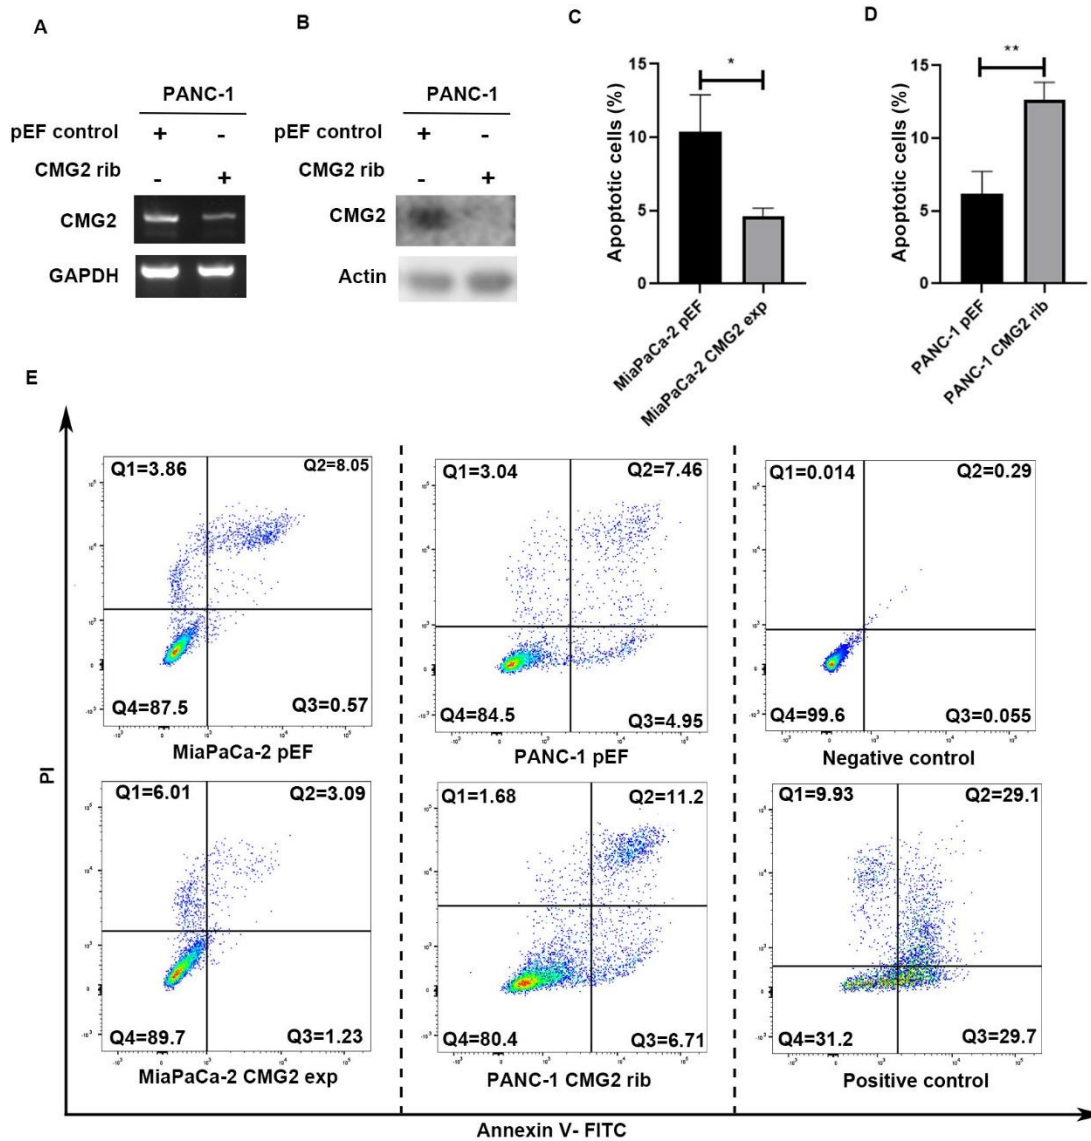 A
PANC-1
pEF control + -
CMG2 rib - +
CMG2
GAPDH
B
PANC-1
pEF control + -
CMG2 rib - +
CMG2
Actin
C
Apoptotic cells (%)
15
10
5
0
*
MiaPaCa-2 pEF
MiaPaCa-2 CMG2 exp
D
Apoptotic cells (%)
15
10
5
0
**
PANC-1 pEF
PANC-1 CMG2 rib
E
PI
Q1=3.86 Q2=8.05
Q4=87.5 Q3=0.57
MiaPaCa-2 pEF
Q1=3.04 Q2=7.46
Q4=84.5 Q3=4.95
PANC-1 pEF
Q1=0.014 Q2=0.29
Q4=99.6 Q3=0.055
Negative control
Q1=6.01 Q2=3.09
Q4=89.7 Q3=1.23
MiaPaCa-2 CMG2 exp
Q1=1.68 Q2=11.2
Q4=80.4 Q3=6.71
PANC-1 CMG2 rib
Q1=9.93 Q2=29.1
Q4=31.2 Q3=29.7
Positive control
Annexin V- FITC